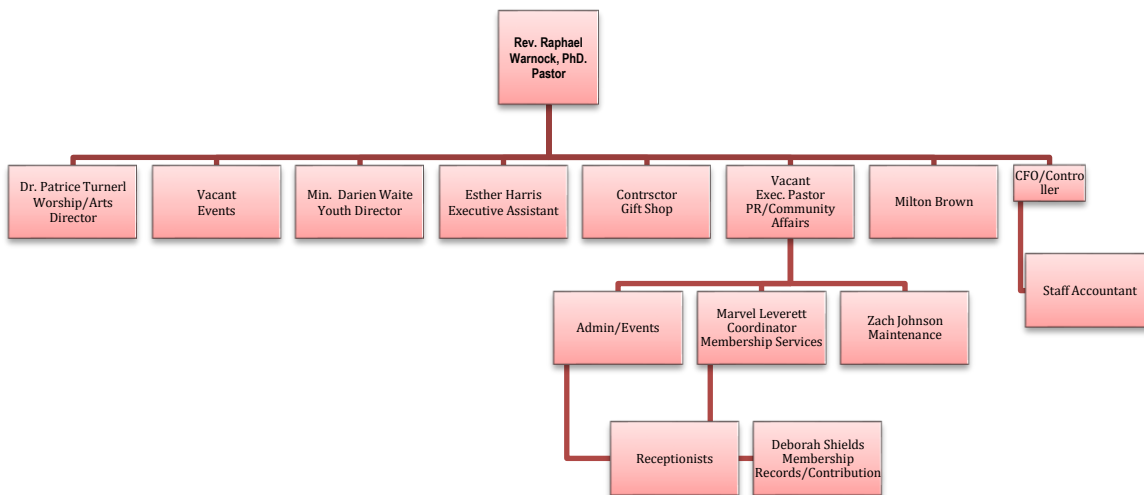 Rev. Raphael
Warnock, PhD.
Pastor
Dr. Patrice Turnerl
Worship/Arts
Director
Vacant
Events
Min. Darien Waite
Youth Director
Esther Harris
Executive Assistant
Contrsctor
Gift Shop
Vacant
Exec. Pastor
PR/Community
Affairs
Milton Brown
CFO/Contro
ller
Staff Accountant
Admin/Events
Marvel Leverett
Coordinator
Membership Services
Zach Johnson
Maintenance
Receptionists
Deborah Shields
Membership
Records/Contribution